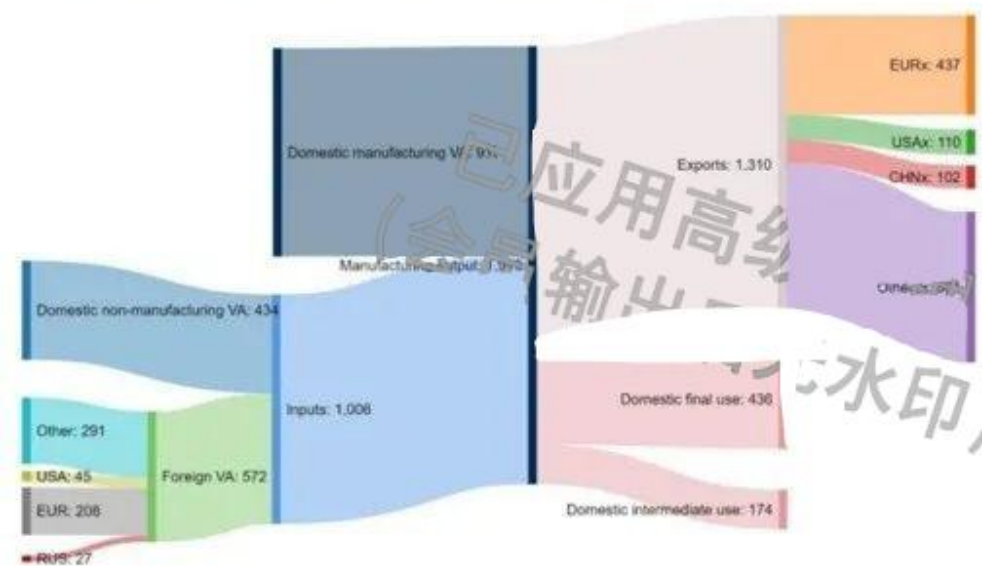 EURx: 437
USAx: 110
CHNx: 102
Exports: 1,310
Domestic manufacturing VA:
Domestic non-manufacturing VA: 434
Inputs: 1,006
Domestic final use: 436
Domestic intermediate use: 174
Other: 291
USA: 45
EUR: 208
RUS: 27
Foreign VA: 572
已应用高级
输出
水印